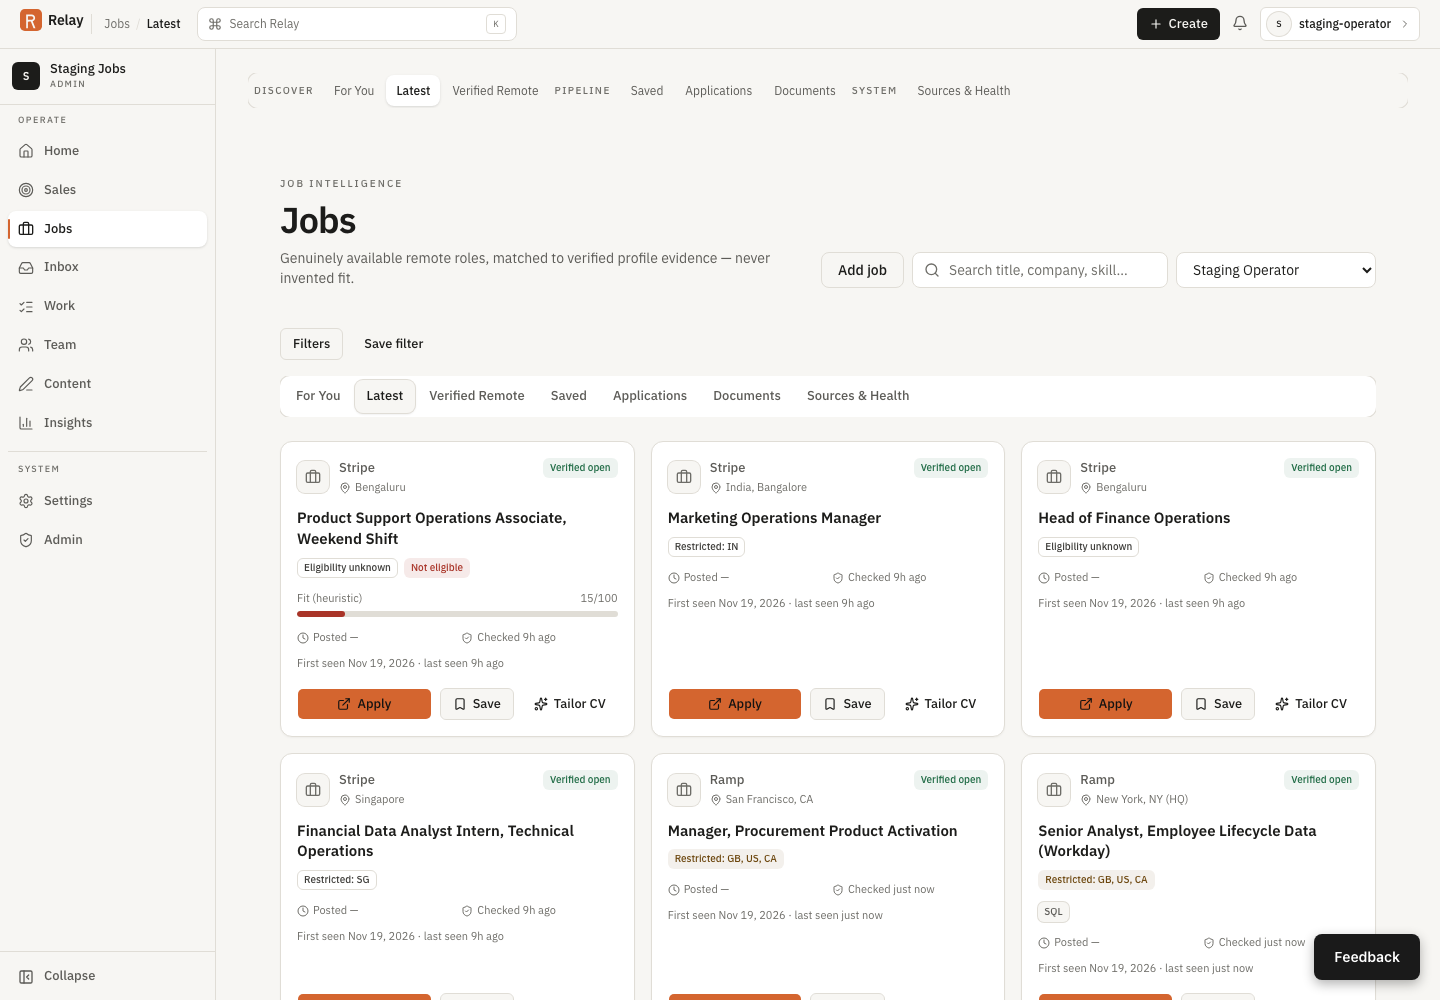 Relay
Jobs / Latest
Search Relay
K
Create
S
staging-operator
S
Staging Jobs
ADMIN
OPERATE
Home
Sales
Jobs
Inbox
Work
Team
Content
Insights
SYSTEM
Settings
Admin
Collapse
DISCOVER For You Latest Verified Remote PIPELINE Saved Applications Documents SYSTEM Sources & Health
JOB INTELLIGENCE
Jobs
Genuinely available remote roles, matched to verified profile evidence — never
invented fit.
Add job
Search title, company, skill...
Staging Operator
Filters
Save filter
For You Latest Verified Remote Saved Applications Documents Sources & Health
Stripe
Verified open
Bengaluru
Product Support Operations Associate,
Weekend Shift
Eligibility unknown
Not eligible
Fit (heuristic)
15/100
Posted —
Checked 9h ago
First seen Nov 19, 2026 · last seen 9h ago
Apply
Save
Tailor CV
Stripe
Verified open
India, Bangalore
Marketing Operations Manager
Restricted: IN
Posted —
Checked 9h ago
First seen Nov 19, 2026 · last seen 9h ago
Apply
Save
Tailor CV
Stripe
Verified open
Bengaluru
Head of Finance Operations
Eligibility unknown
Posted —
Checked 9h ago
First seen Nov 19, 2026 · last seen 9h ago
Apply
Save
Tailor CV
Stripe
Verified open
Singapore
Financial Data Analyst Intern, Technical
Operations
Restricted: SG
Posted —
Checked 9h ago
First seen Nov 19, 2026 · last seen 9h ago
Ramp
Verified open
San Francisco, CA
Manager, Procurement Product Activation
Restricted: GB, US, CA
Posted —
Checked just now
First seen Nov 19, 2026 · last seen just now
Ramp
Verified open
New York, NY (HQ)
Senior Analyst, Employee Lifecycle Data
(Workday)
Restricted: GB, US, CA
SQL
Posted —
Checked just now
First seen Nov 19, 2026 · last seen just now
Feedback